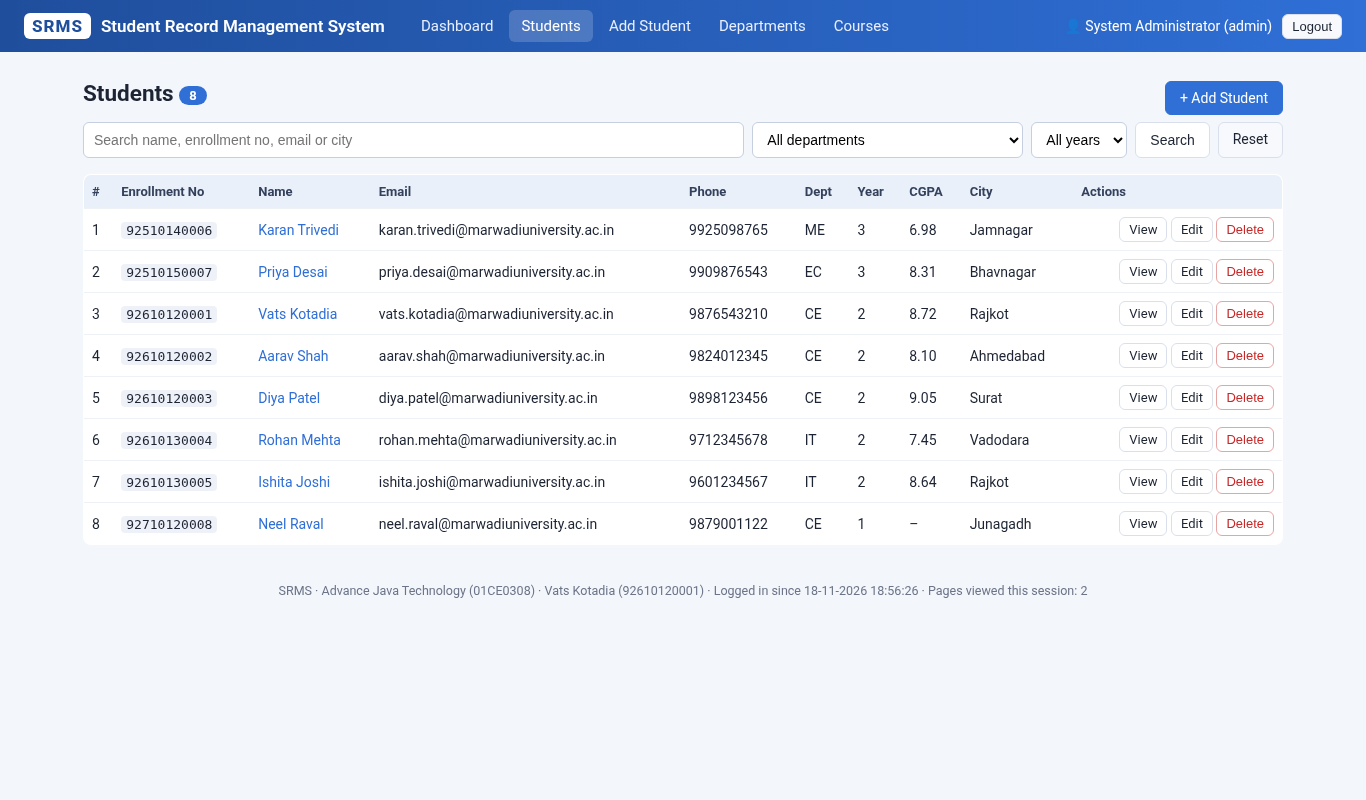 SRMS Student Record Management System Dashboard Students Add Student Departments Courses System Administrator (admin) Logout
Students 8
+ Add Student
Search name, enrollment no, email or city All departments All years Search Reset
# Enrollment No Name Email Phone Dept Year CGPA City Actions
1 92510140006 Karan Trivedi karan.trivedi@marwadiuniversity.ac.in 9925098765 ME 3 6.98 Jamnagar View Edit Delete
2 92510150007 Priya Desai priya.desai@marwadiuniversity.ac.in 9909876543 EC 3 8.31 Bhavnagar View Edit Delete
3 92610120001 Vats Kotadia vats.kotadia@marwadiuniversity.ac.in 9876543210 CE 2 8.72 Rajkot View Edit Delete
4 92610120002 Aarav Shah aarav.shah@marwadiuniversity.ac.in 9824012345 CE 2 8.10 Ahmedabad View Edit Delete
5 92610120003 Diya Patel diya.patel@marwadiuniversity.ac.in 9898123456 CE 2 9.05 Surat View Edit Delete
6 92610130004 Rohan Mehta rohan.mehta@marwadiuniversity.ac.in 9712345678 IT 2 7.45 Vadodara View Edit Delete
7 92610130005 Ishita Joshi ishita.joshi@marwadiuniversity.ac.in 9601234567 IT 2 8.64 Rajkot View Edit Delete
8 92710120008 Neel Raval neel.raval@marwadiuniversity.ac.in 9879001122 CE 1 – Junagadh View Edit Delete
SRMS · Advance Java Technology (01CE0308) · Vats Kotadia (92610120001) · Logged in since 18-11-2026 18:56:26 · Pages viewed this session: 2